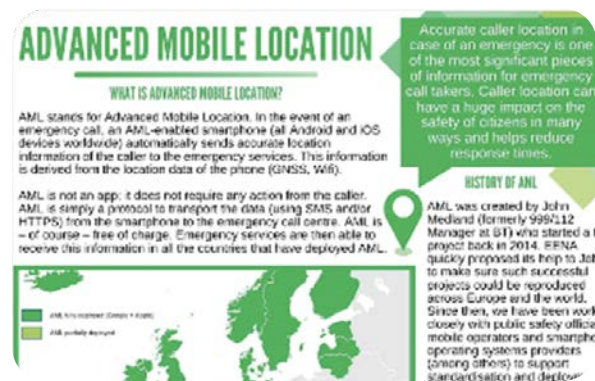 ADVANCED MOBILE LOCATION
WHAT IS ADVANCED MOBILE LOCATION?
AML stands for Advanced Mobile Location. In the event of an
emergency call, an AML-enabled smartphone (all Android and iOS
devices worldwide) automatically sends accurate location
information of the caller to the emergency services. This information
is derived from the location data of the phone (GNSS, Wifi).
AML is not an app; it does not require any action from the caller.
AML is simply a protocol to transport the data (using SMS and/or
HTTPS) from the smartphone to the emergency call centre. AML is
– of course – free of charge. Emergency services are then able to
receive this information in all the countries that have deployed AML.
AML fully deployed (Google + Apple)
AML partially deployed
Accurate caller location in
case of an emergency is one
of the most significant pieces
of information for emergency
call takers. Caller location can
have a huge impact on the
safety of citizens in many
ways and helps reduce
response times.
HISTORY OF AML
AML was created by John
Medland (formerly 999/112
Manager at BT) who started a
project back in 2014. EENA
quickly proposed its help to
to make sure such successful
projects could be reproduced
across Europe and the world.
Since then, we have been
closely with public safety
mobile operators and
operating systems providers
(among others) to support
standardisation and